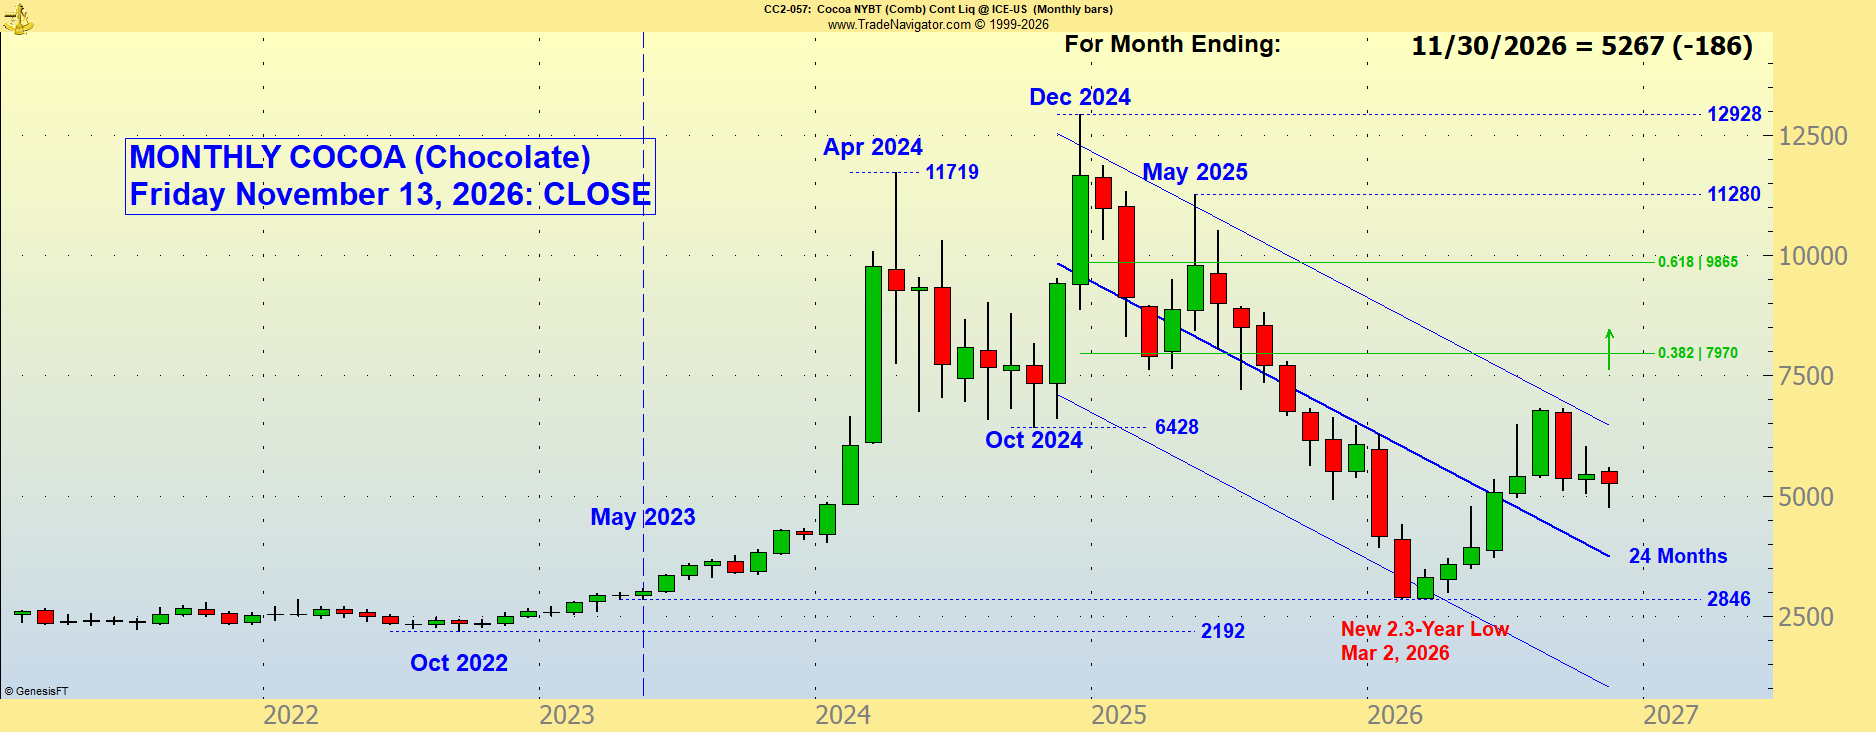 CC2-057: Cocoa NYBT (Comb) Cont Liq @ ICE-US (Monthly bars)
www.TradeNavigator.com © 1999-2026
For Month Ending: 11/30/2026 = 5267 (-186)
Dec 2024
12928
12500
MONTHLY COCOA (Chocolate)
Friday November 13, 2026: CLOSE
Apr 2024
11719
May 2025
11280
10000
0.618 | 9865
0.382 | 7970
7500
6428
Oct 2024
5000
May 2023
24 Months
2846
2500
2192
New 2.3-Year Low
Mar 2, 2026
Oct 2022
© GenesisFT
2022 2023 2024 2025 2026 2027